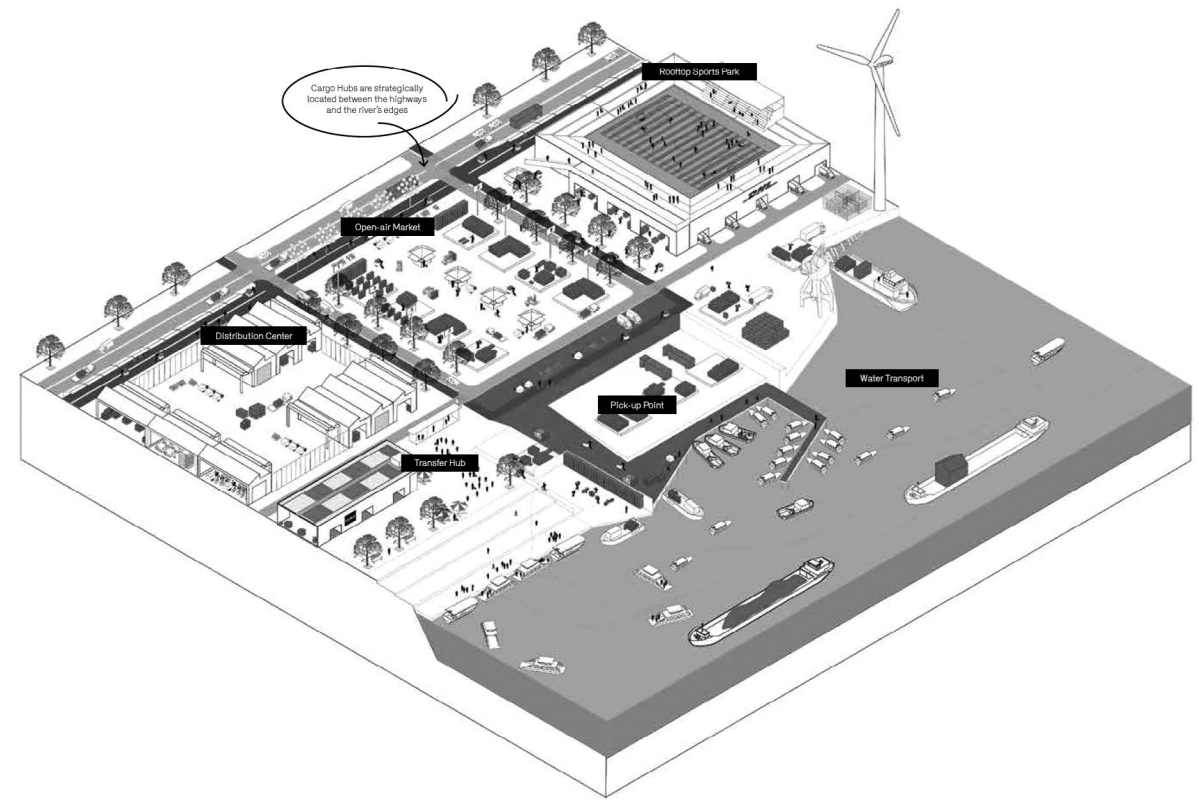 Rooftop Sports Park
Cargo Hubs are strategically
located between the highways
and the river's edges
Open-air Market
Distribution Center
Water Transport
Pick-up Point
Transfer Hub